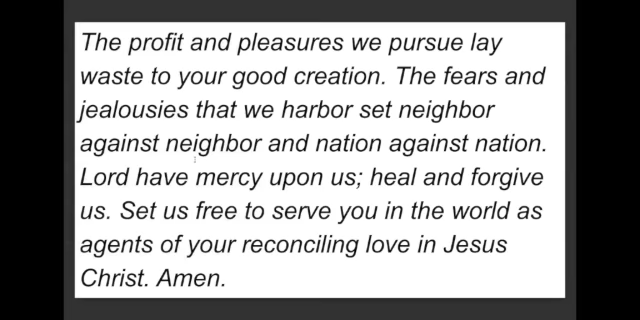 The profit and pleasures we pursue lay
waste to your good creation. The fears and
jealousies that we harbor set neighbor
against neighbor and nation against nation.
Lord have mercy upon us; heal and forgive
us. Set us free to serve you in the world as
agents of your reconciling love in Jesus
Christ. Amen.